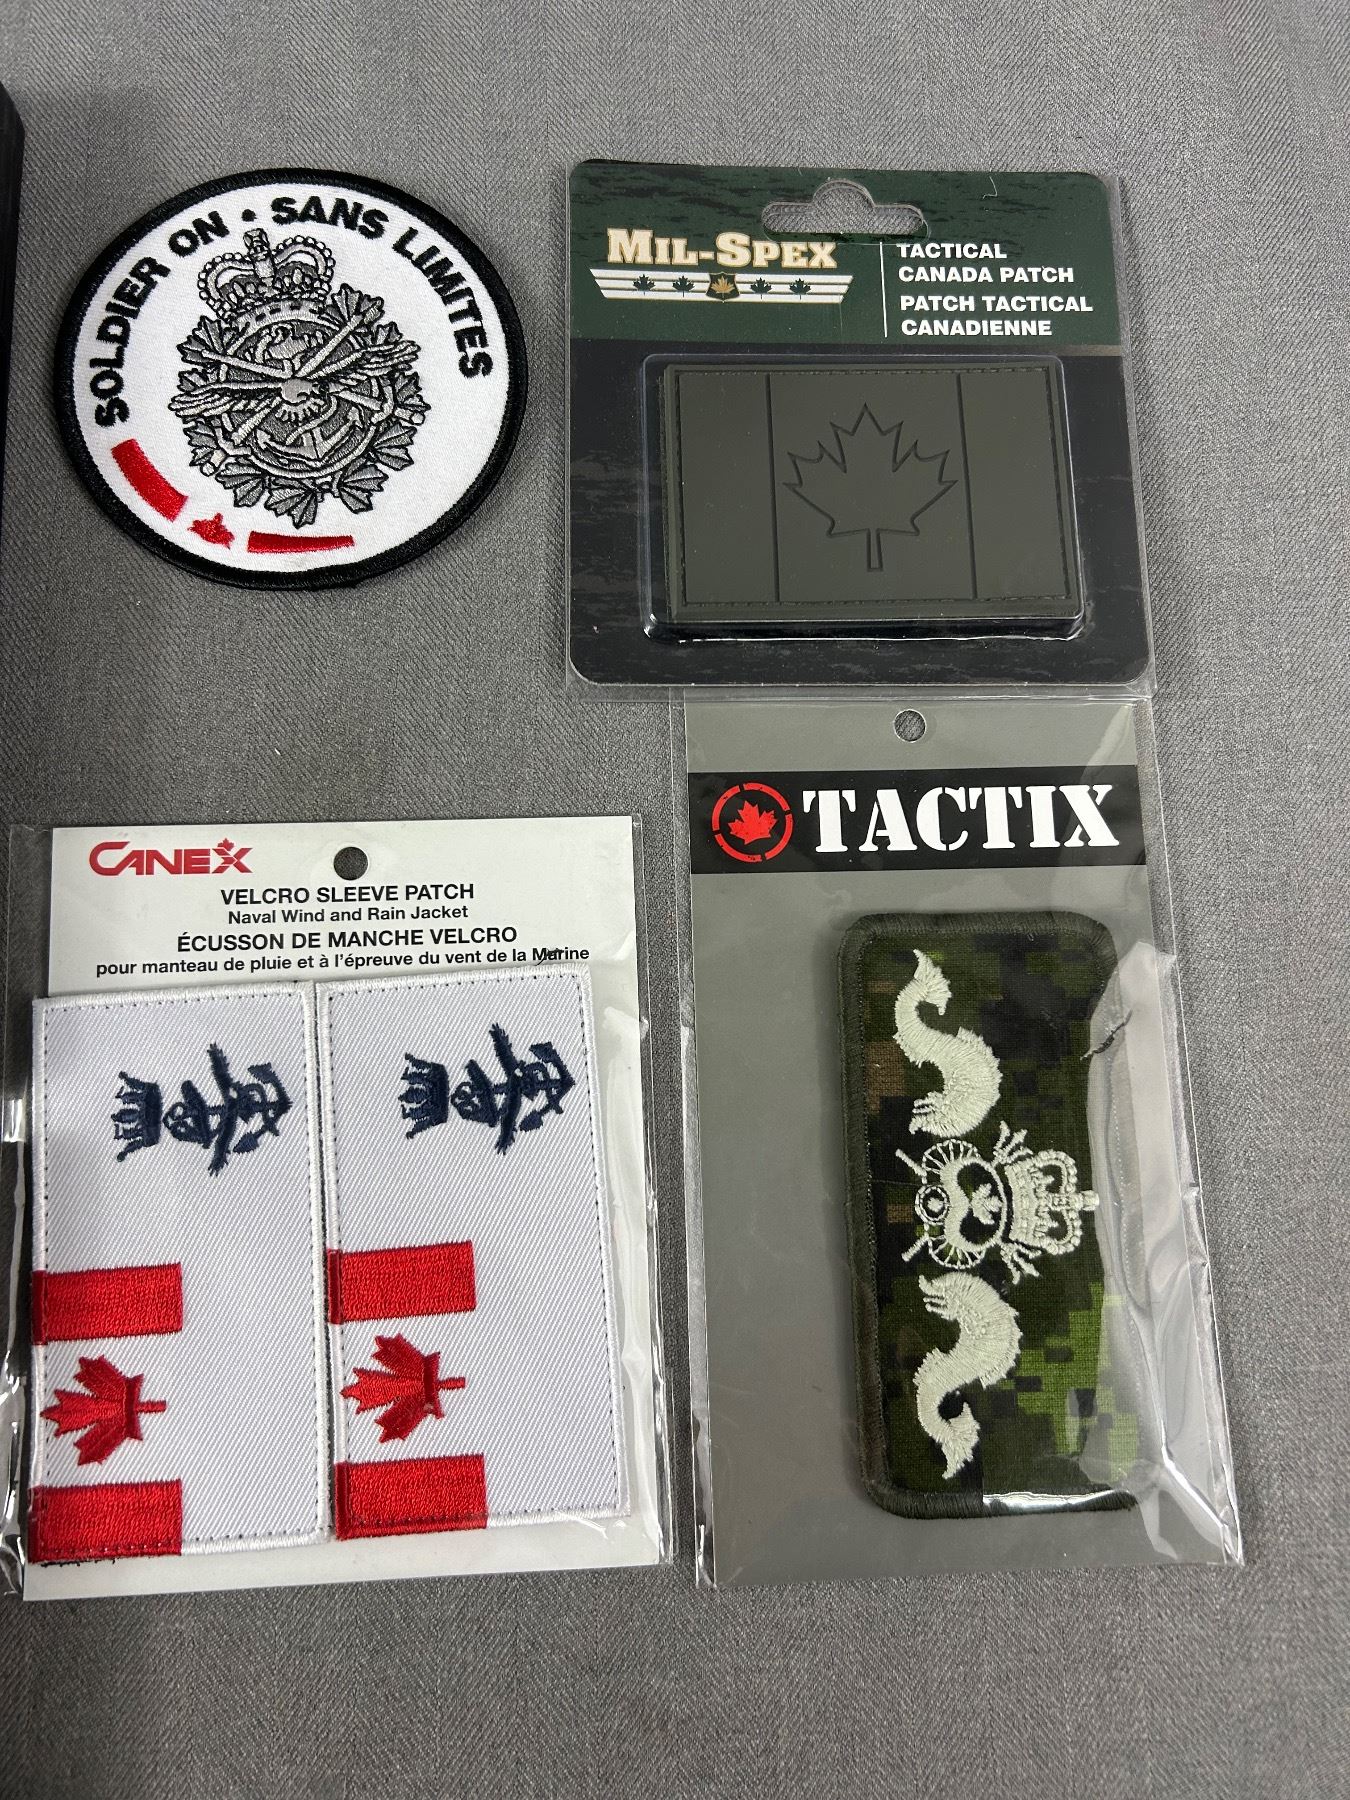 SOLDIER ON • SANS LIMITES
MIL-SPEX
TACTICAL
CANADA PATCH
PATCH TACTICAL
CANADIENNE
TACTIX
CANEX
VELCRO SLEEVE PATCH
Naval Wind and Rain Jacket
ÉCUSSON DE MANCHE VELCRO
pour manteau de pluie et à l'épreuve du vent de la Marine